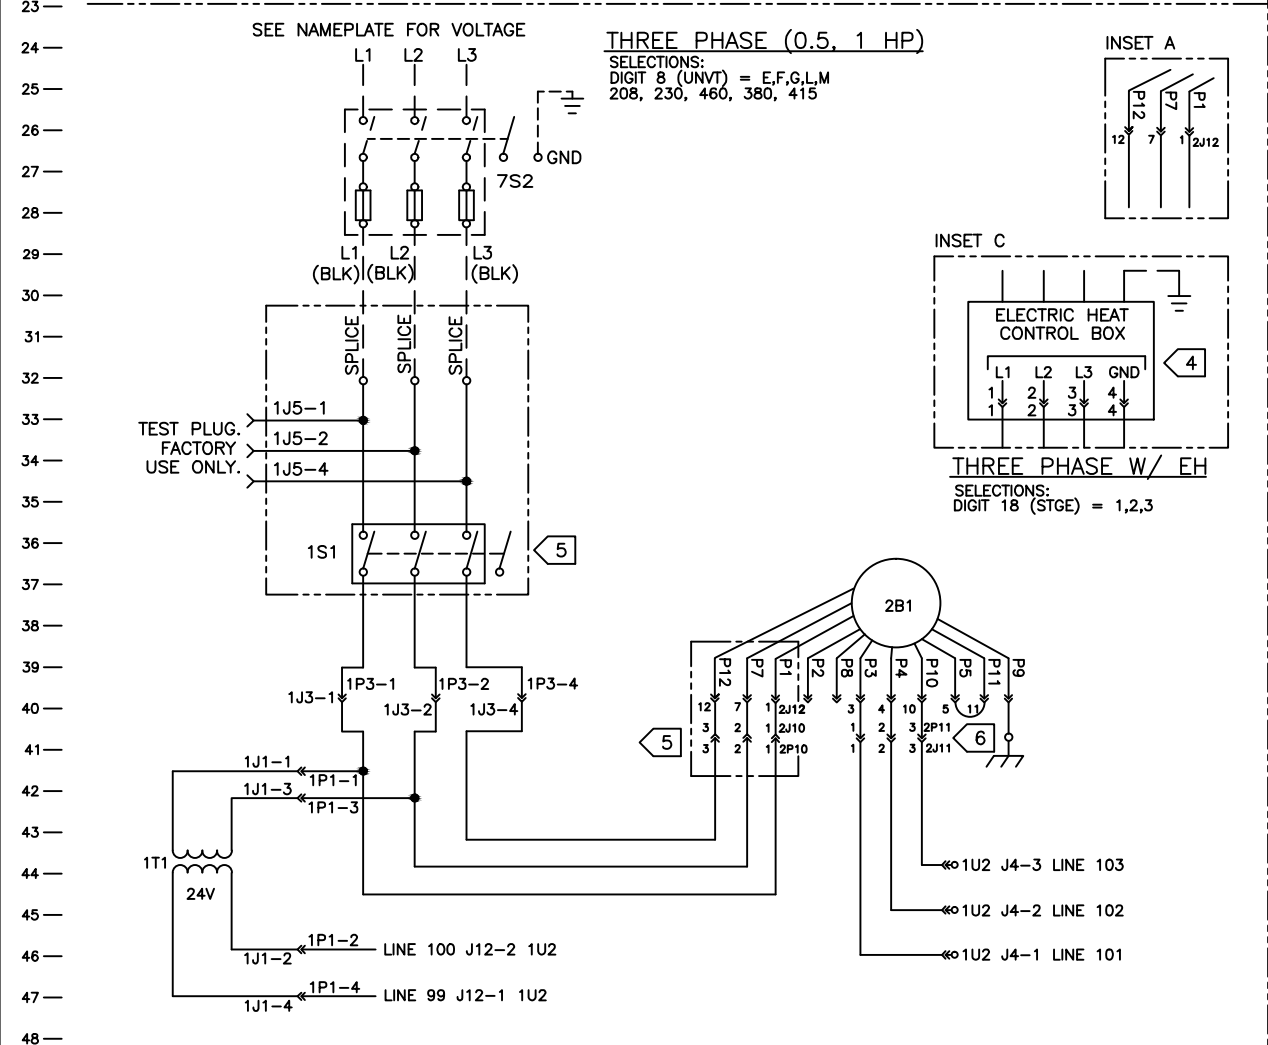 23
SEE NAMEPLATE FOR VOLTAGE
THREE PHASE (0.5, 1 HP)
SELECTIONS:
DIGIT 8 (UNVT) = E,F,G,L,M
208, 230, 460, 380, 415
INSET A
24
L1 L2 L3
25
P12 P7 P1
26
12 7 1 2J12
GND
27
7S2
28
29
L1 L2 L3
(BLK) (BLK) (BLK)
INSET C
30
31
SPLICE SPLICE SPLICE
ELECTRIC HEAT
CONTROL BOX
4
32
L1 L2 L3 GND
1 2 3 4
1 2 3 4
33
1J5-1
TEST PLUG.
FACTORY
USE ONLY.
1J5-2
34
1J5-4
THREE PHASE W/ EH
SELECTIONS:
DIGIT 18 (STGE) = 1,2,3
35
36
1S1
5
37
2B1
38
39
1P3-1 1P3-2 1P3-4
P12 P7 P1 P2 P8 P3 P4 P10 P5 P11 P9
1J3-1 1J3-2 1J3-4
40
12 7 1 2J12 3 4 10 5 11
3 2 1 2J10 1 2 3 2P11
5
6
3 2 1 2P10 1 2 3 2J11
41
1J1-1
1P1-1
42
1J1-3
1P1-3
43
1T1
1U2 J4-3 LINE 103
44
24V
45
1U2 J4-2 LINE 102
1P1-2
LINE 100 J12-2 1U2
46
1J1-2
1U2 J4-1 LINE 101
1P1-4
LINE 99 J12-1 1U2
47
1J1-4
48